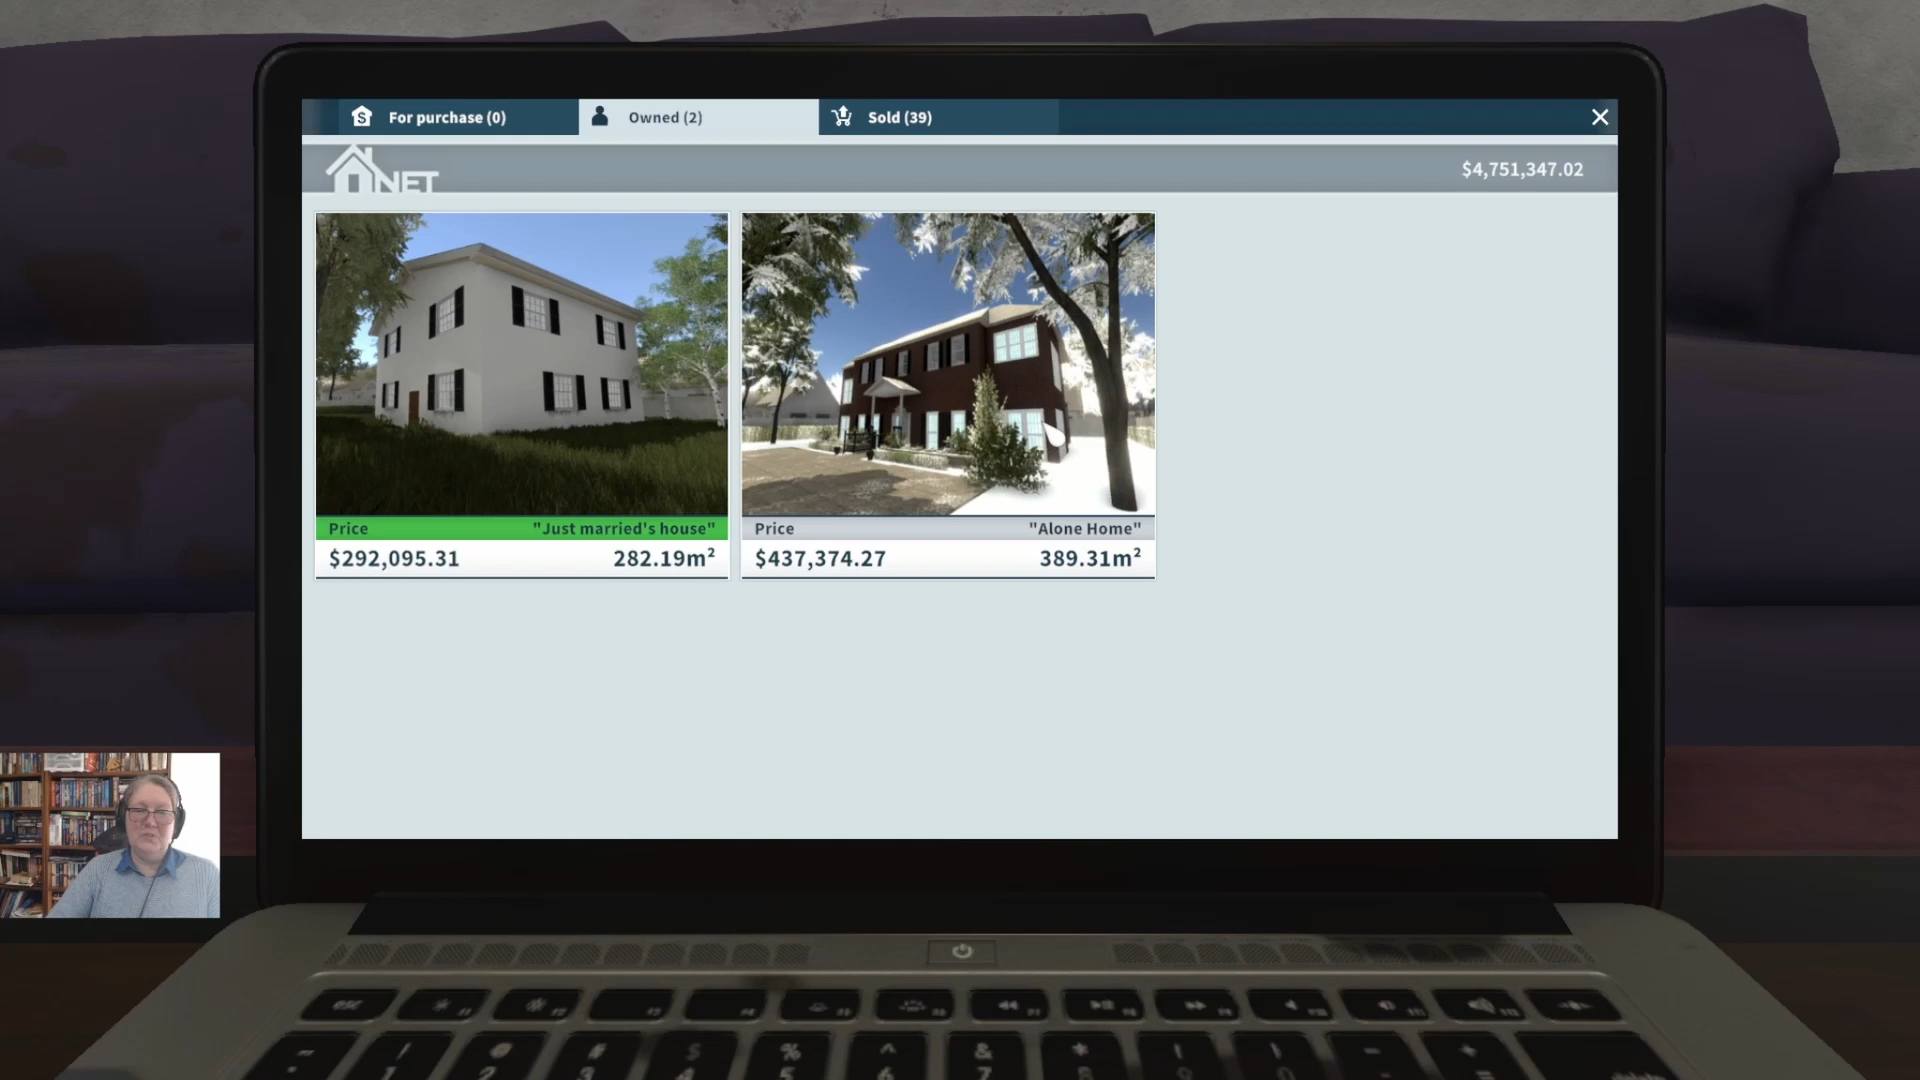 For purchase (0)
Owned (2)
Sold (39)
NET
$4,751,347.02
Price
"Just married's house"
$292,095.31
282.19m²
Price
"Alone Home"
$437,374.27
389.31m²
esc